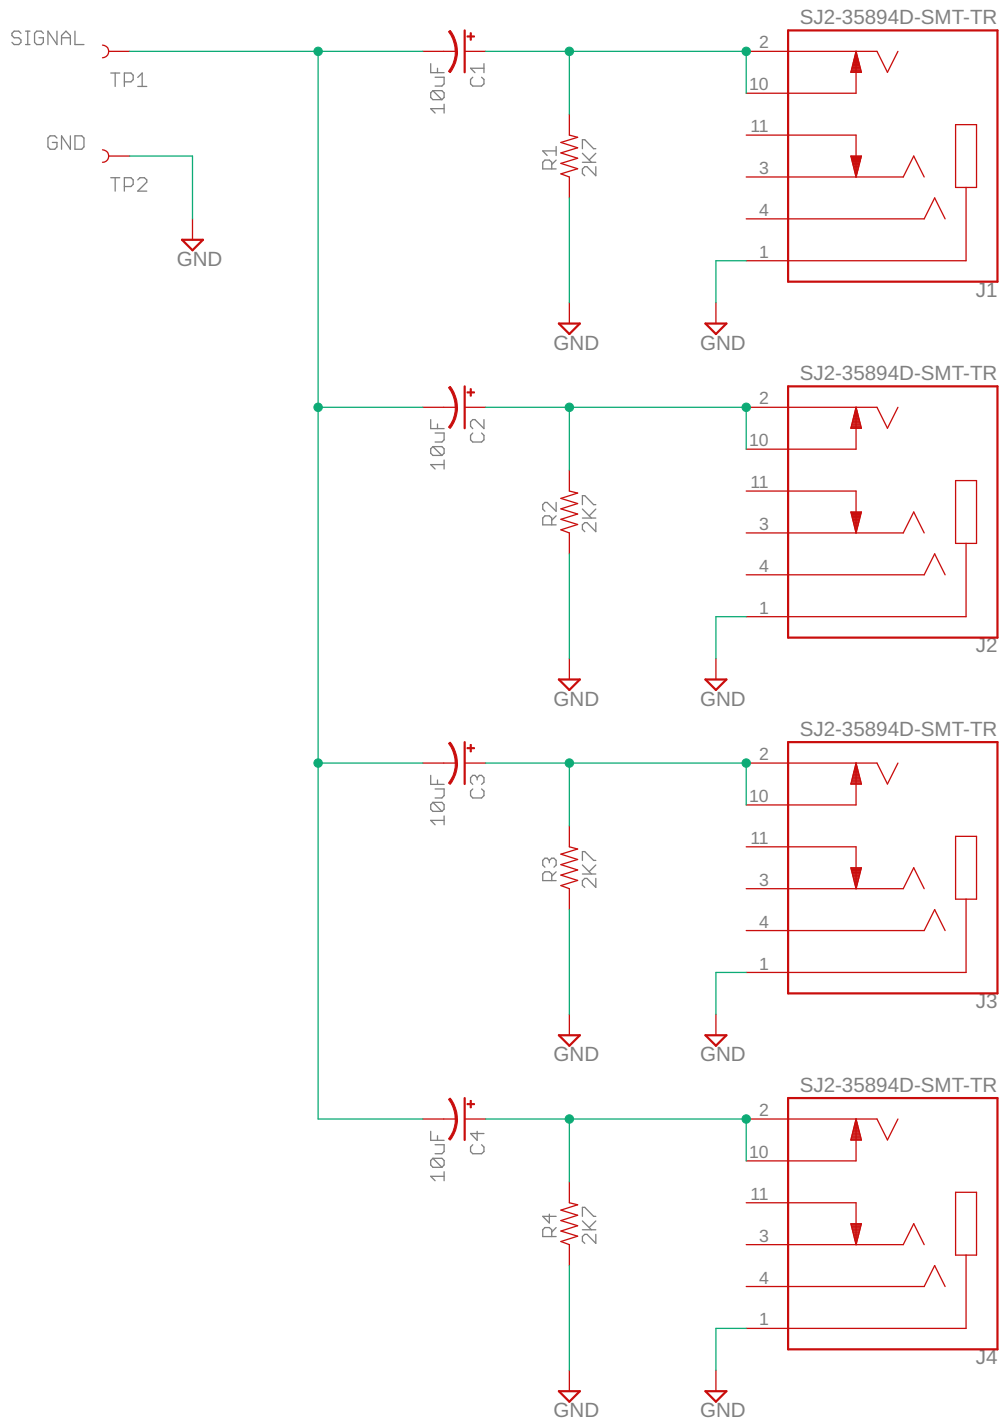 SIGNAL
TP1
GND
TP2
GND
10uF
C1
R1
2K7
GND
SJ2-35894D-SMT-TR
2
10
11
3
4
1
GND
J1
10uF
C2
R2
2K7
GND
SJ2-35894D-SMT-TR
2
10
11
3
4
1
GND
J2
10uF
C3
R3
2K7
GND
SJ2-35894D-SMT-TR
2
10
11
3
4
1
GND
J3
10uF
C4
R4
2K7
GND
SJ2-35894D-SMT-TR
2
10
11
3
4
1
GND
J4